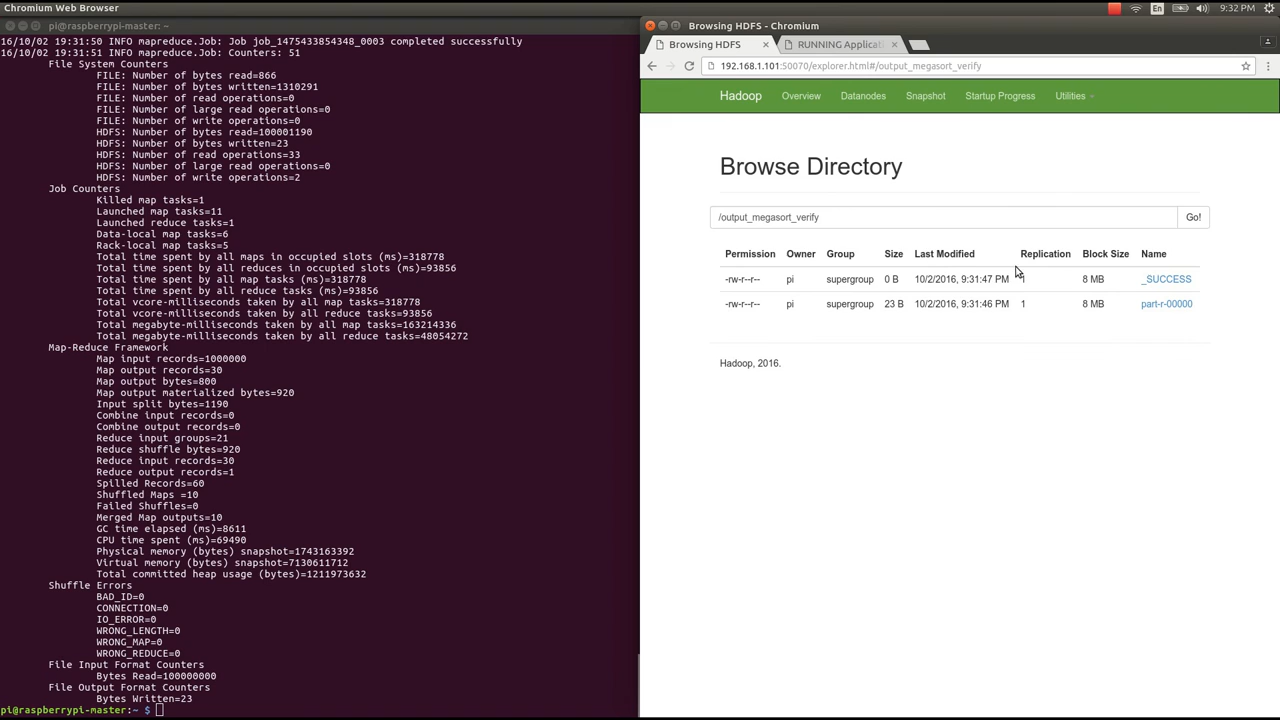 Chromium Web Browser
En
9:32 PM
pi@raspberrypi-master: ~
16/10/02 19:31:50 INFO mapreduce.Job: Job job_1475433854348_0003 completed successfully
16/10/02 19:31:51 INFO mapreduce.Job: Counters: 51
File System Counters
FILE: Number of bytes read=866
FILE: Number of bytes written=1310291
FILE: Number of read operations=0
FILE: Number of large read operations=0
FILE: Number of write operations=0
HDFS: Number of bytes read=100001190
HDFS: Number of bytes written=23
HDFS: Number of read operations=33
HDFS: Number of large read operations=0
HDFS: Number of write operations=2
Job Counters
Killed map tasks=1
Launched map tasks=11
Launched reduce tasks=1
Data-local map tasks=6
Rack-local map tasks=5
Total time spent by all maps in occupied slots (ms)=318778
Total time spent by all reduces in occupied slots (ms)=93856
Total time spent by all map tasks (ms)=318778
Total time spent by all reduce tasks (ms)=93856
Total vcore-milliseconds taken by all map tasks=318778
Total vcore-milliseconds taken by all reduce tasks=93856
Total megabyte-milliseconds taken by all map tasks=163214336
Total megabyte-milliseconds taken by all reduce tasks=48054272
Map-Reduce Framework
Map input records=1000000
Map output records=30
Map output bytes=800
Map output materialized bytes=920
Input split bytes=1190
Combine input records=0
Combine output records=0
Reduce input groups=21
Reduce shuffle bytes=920
Reduce input records=30
Reduce output records=1
Spilled Records=60
Shuffled Maps =10
Failed Shuffles=0
Merged Map outputs=10
GC time elapsed (ms)=8611
CPU time spent (ms)=69490
Physical memory (bytes) snapshot=1743163392
Virtual memory (bytes) snapshot=7130611712
Total committed heap usage (bytes)=1211973632
Shuffle Errors
BAD_ID=0
CONNECTION=0
IO_ERROR=0
WRONG_LENGTH=0
WRONG_MAP=0
WRONG_REDUCE=0
File Input Format Counters
Bytes Read=100000000
File Output Format Counters
Bytes Written=23
pi@raspberrypi-master:~ $
Browsing HDFS - Chromium
Browsing HDFS
RUNNING Applicat
192.168.1.101:50070/explorer.html#/output_megasort_verify
Hadoop Overview Datanodes Snapshot Startup Progress Utilities
Browse Directory
/output_megasort_verify Go!
Permission Owner Group Size Last Modified Replication Block Size Name
-rw-r--r-- pi supergroup 0 B 10/2/2016, 9:31:47 PM 1 8 MB _SUCCESS
-rw-r--r-- pi supergroup 23 B 10/2/2016, 9:31:46 PM 1 8 MB part-r-00000
Hadoop, 2016.